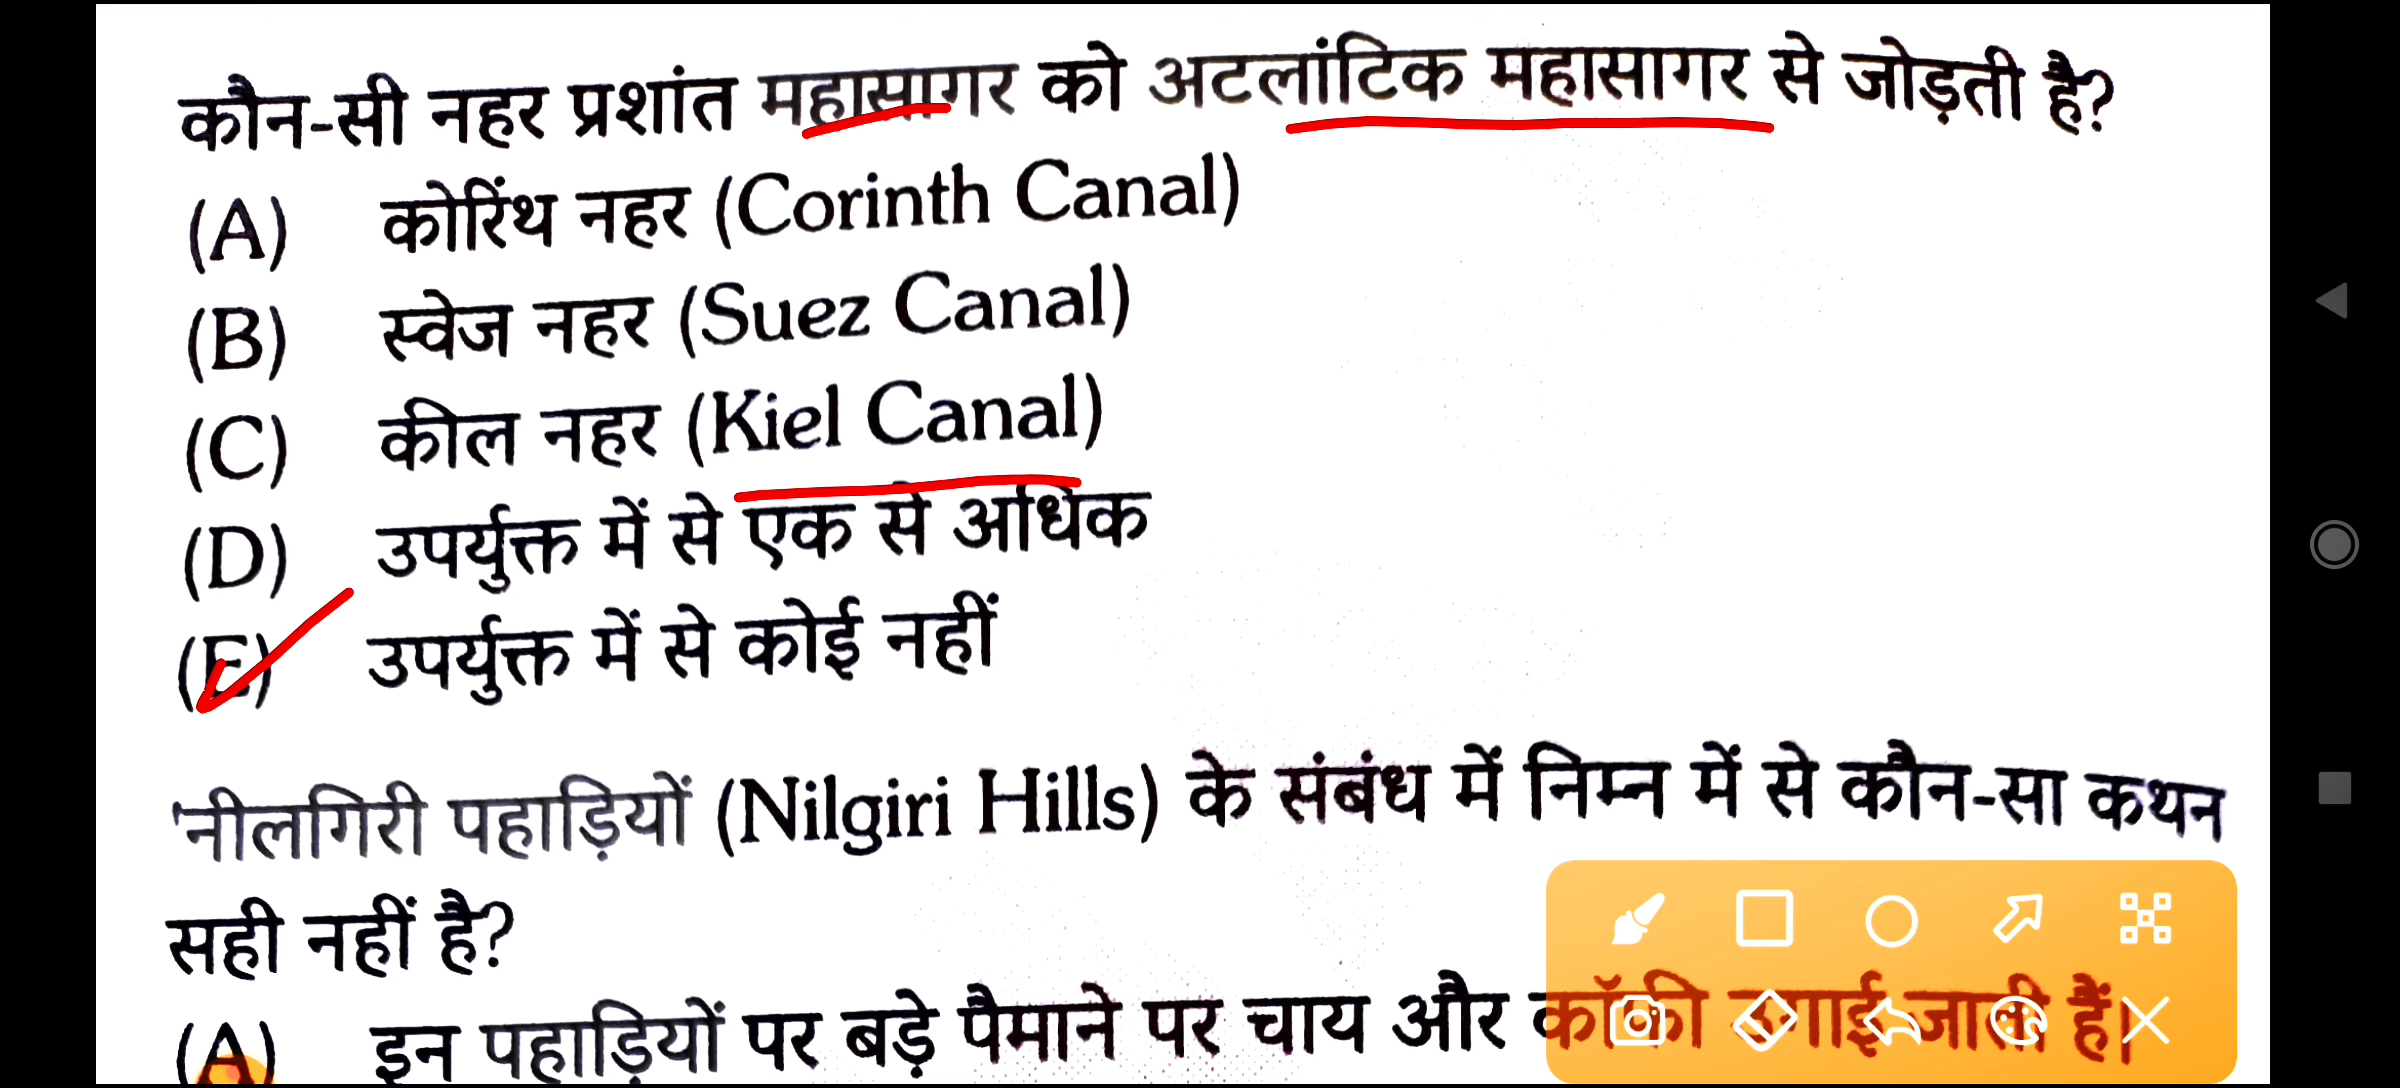 कौन-सी नहर प्रशांत महासागर को अटलांटिक महासागर से जोड़ती है?
(A) कोरिंथ नहर (Corinth Canal)
(B) स्वेज नहर (Suez Canal)
(C) कील नहर (Kiel Canal)
(D) उपर्युक्त में से एक से अधिक
(E) उपर्युक्त में से कोई नहीं
'नीलगिरी पहाड़ियों (Nilgiri Hills) के संबंध में निम्न में से कौन-सा कथन
सही नहीं है?
(A) इन पहाड़ियों पर बड़े पैमाने पर चाय और कॉफी उगाई जाती हैं।